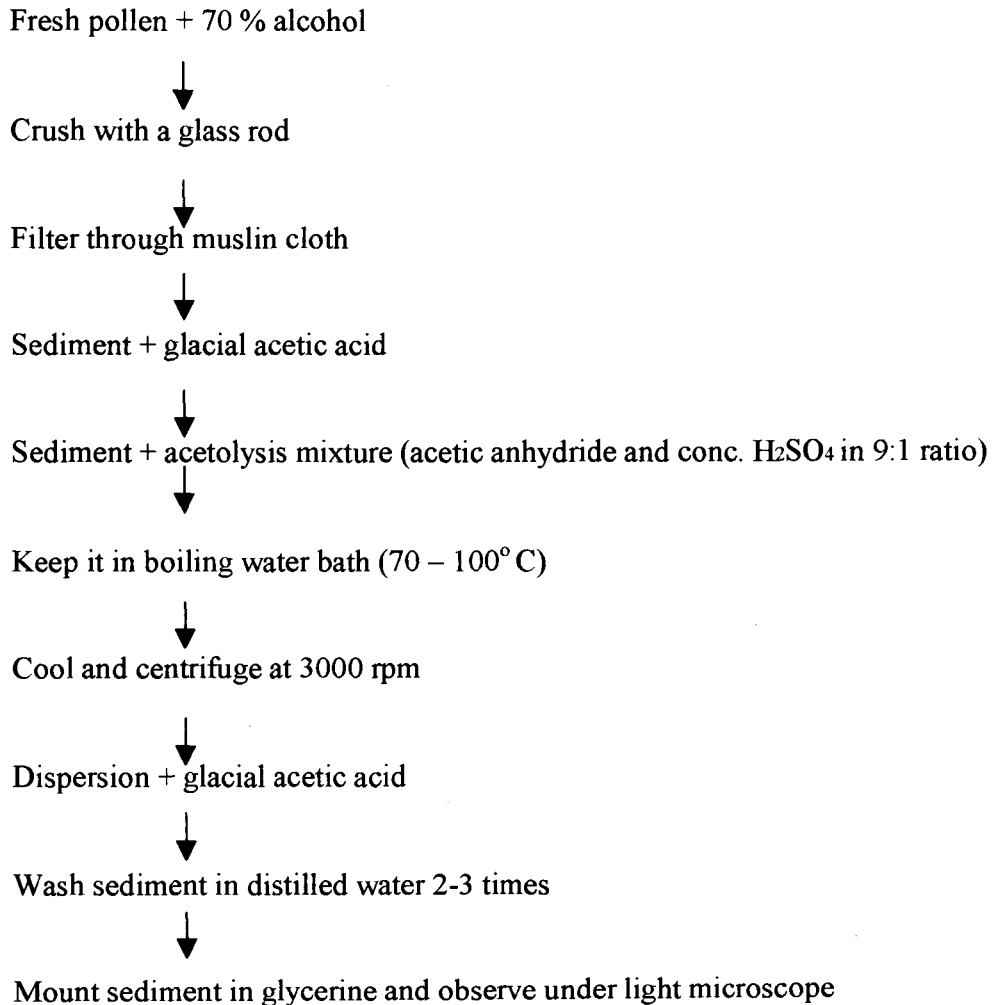 Fresh pollen + 70 % alcohol
Crush with a glass rod
Filter through muslin cloth
Sediment + glacial acetic acid
Sediment + acetolysis mixture (acetic anhydride and conc. H2SO4 in 9:1 ratio)
Keep it in boiling water bath (70 – 100° C)
Cool and centrifuge at 3000 rpm
Dispersion + glacial acetic acid
Wash sediment in distilled water 2-3 times
Mount sediment in glycerine and observe under light microscope